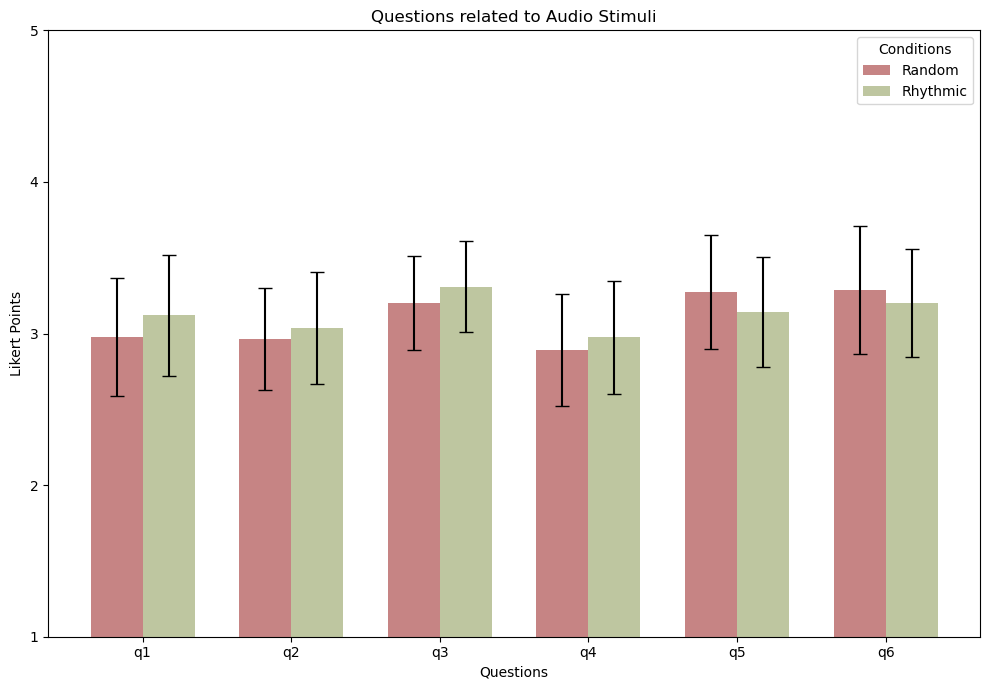 Questions related to Audio Stimuli
Conditions
Random
Rhythmic
Likert Points
5
4
3
2
1
q1 q2 q3 q4 q5 q6
Questions